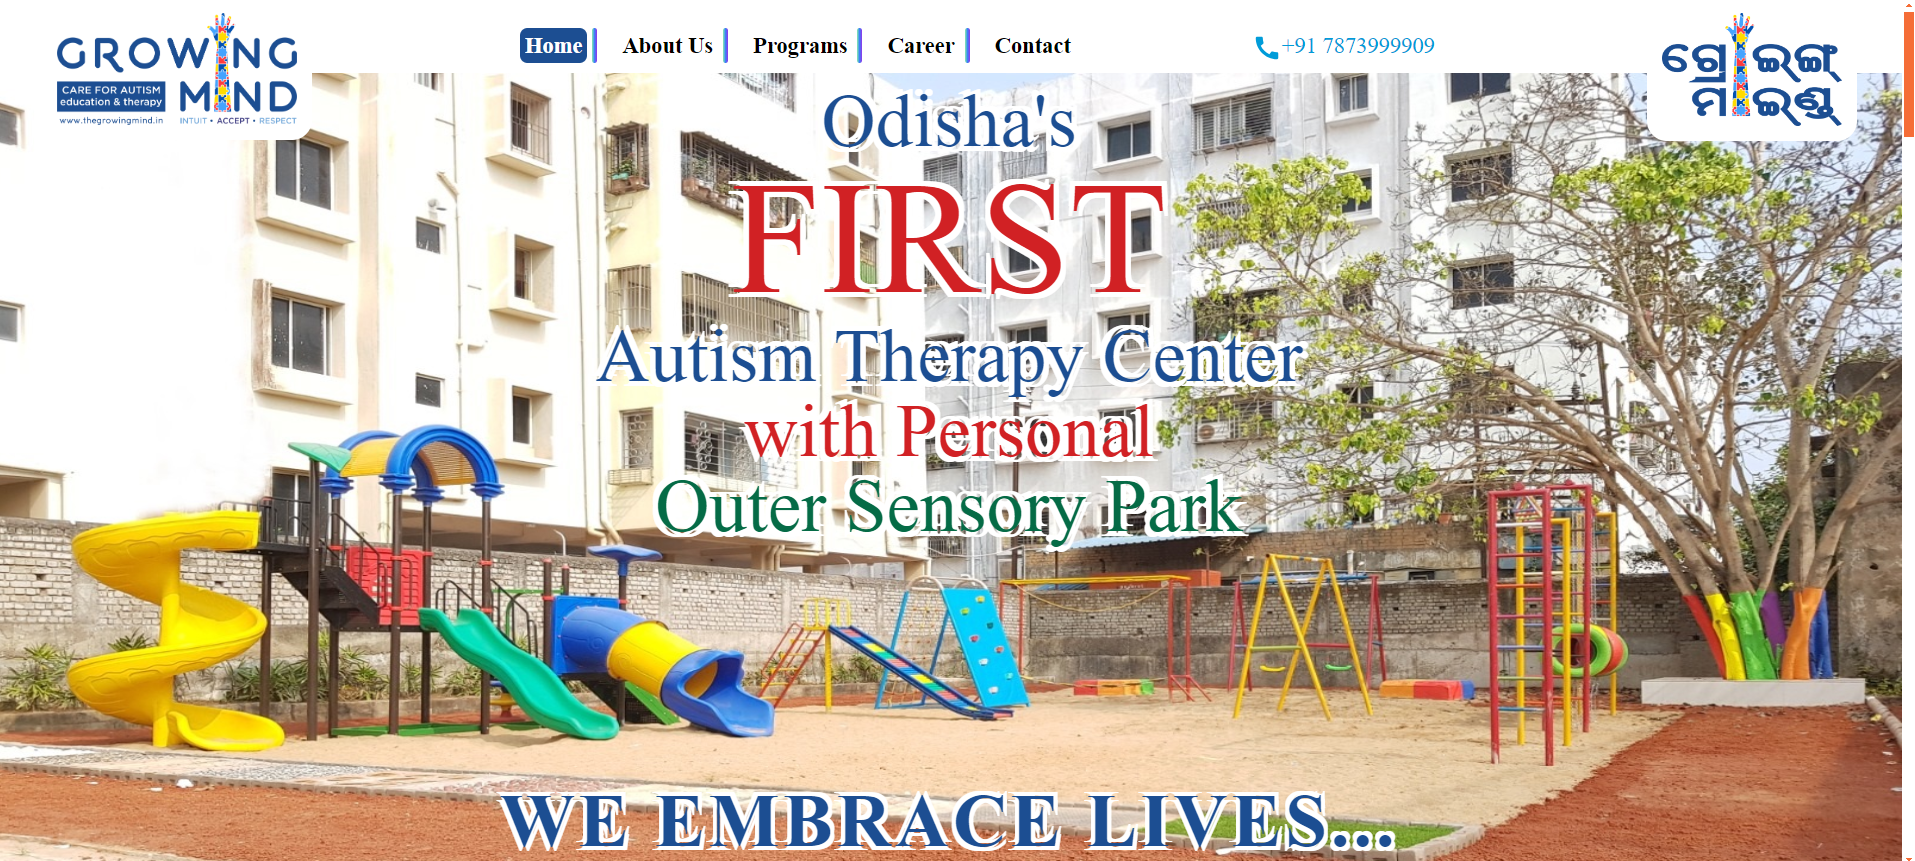 GROWING
MIND
CARE FOR AUTISM
education & therapy
www.thegrowingmind.in
INTUIT • ACCEPT • RESPECT
Home
About Us
Programs
Career
Contact
+91 7873999909
ଗ୍ରୋଇଙ୍ଗ୍
ମାଇଣ୍ଡ୍
Odisha's
FIRST
Autism Therapy Center
with Personal
Outer Sensory Park
WE EMBRACE LIVES...